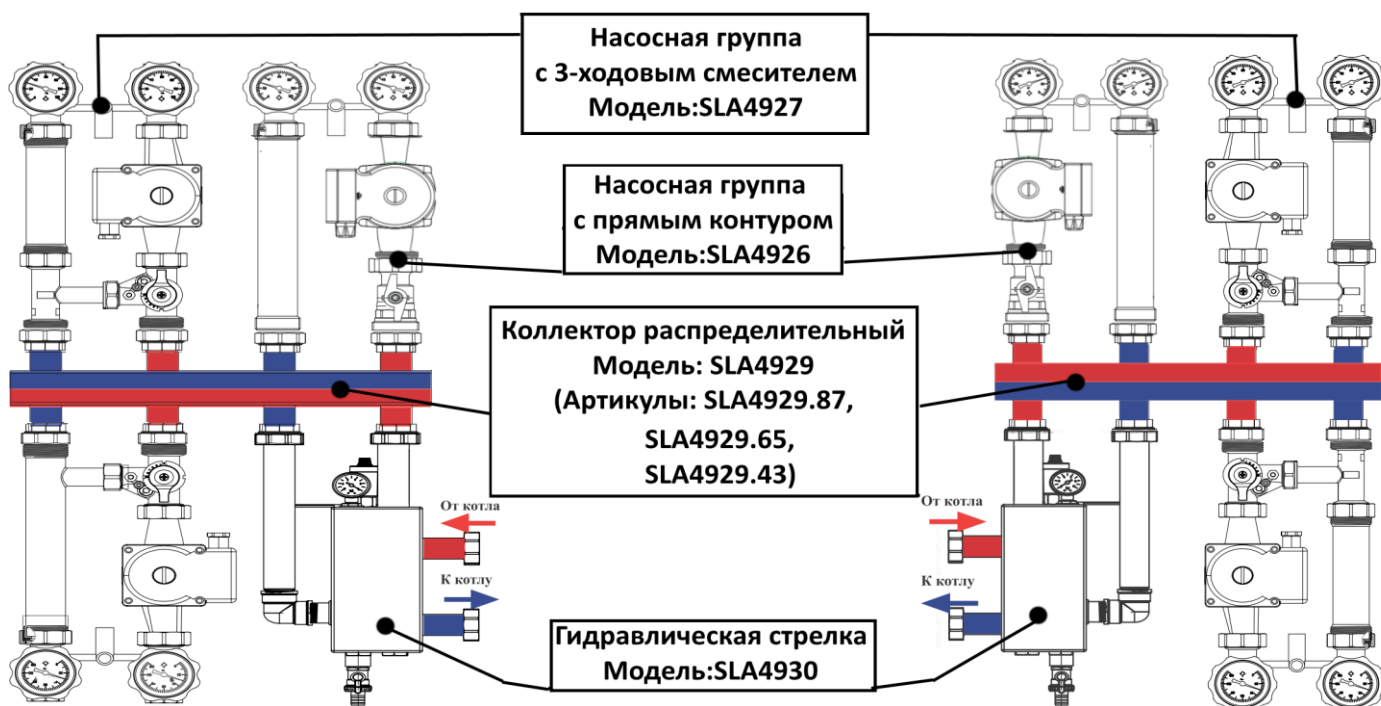 Насосная группа
с 3-ходовым смесителем
Модель:SLA4927
Насосная группа
с прямым контуром
Модель:SLA4926
Коллектор распределительный
Модель: SLA4929
(Артикулы: SLA4929.87,
SLA4929.65,
SLA4929.43)
От котла
К котлу
От котла
К котлу
Гидравлическая стрелка
Модель:SLA4930